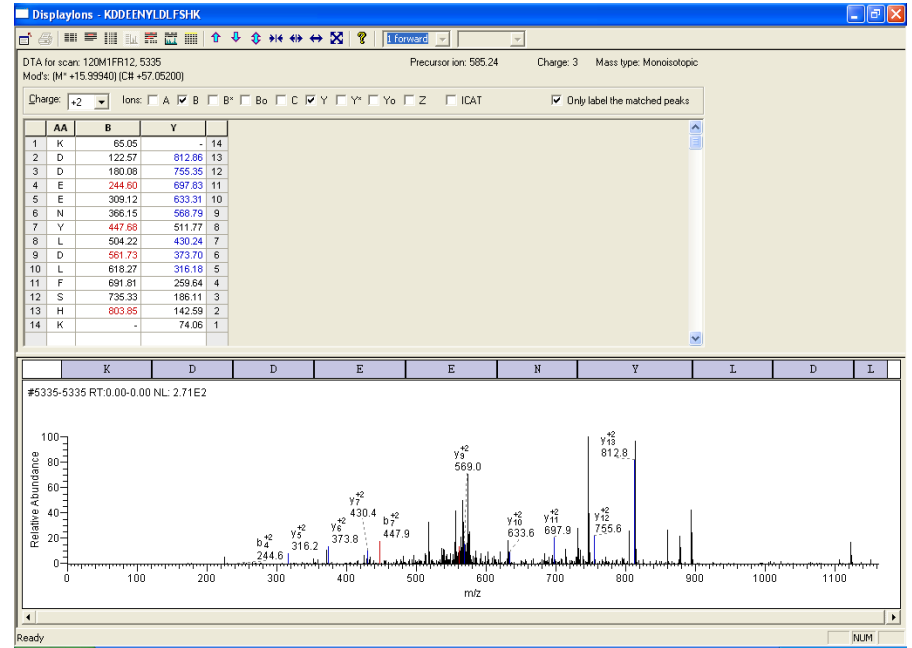 DisplayIons - KDDEENYLDLFSHK
1 forward
DTA for scan: 120M1FR12, 5335 Precursor ion: 585.24 Charge: 3 Mass type: Monoisotopic
Mod's: (M* +15.99940) (C# +57.05200)
Charge: +2 Ions: A B B* Bo C Y Y* Yo Z ICAT Only label the matched peaks
AA B Y
1 K 65.05 - 14
2 D 122.57 812.86 13
3 D 180.08 755.35 12
4 E 244.60 697.83 11
5 E 309.12 633.31 10
6 N 366.15 568.79 9
7 Y 447.68 511.77 8
8 L 504.22 430.24 7
9 D 561.73 373.70 6
10 L 618.27 316.18 5
11 F 691.81 259.64 4
12 S 735.33 186.11 3
13 H 803.85 142.59 2
14 K - 74.06 1
K D D E E N Y L D L
#5335-5335 RT:0.00-0.00 NL: 2.71E2
Relative Abundance
100
80
60
40
20
0
b4+2
244.6
y5+2
316.2
y6+2
373.8
y7+2
430.4
b7+2
447.9
y9+2
569.0
y10+2
633.6
y11+2
697.9
y12+2
755.6
y13+2
812.8
0 100 200 300 400 500 600 700 800 900 1000 1100
m/z
Ready NUM